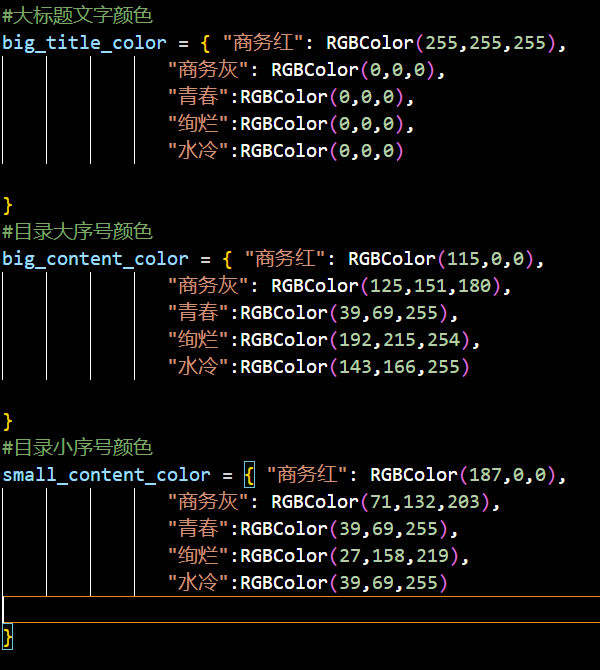 #大标题文字颜色
big_title_color = { "商务红": RGBColor(255,255,255),
"商务灰": RGBColor(0,0,0),
"青春":RGBColor(0,0,0),
"绚烂":RGBColor(0,0,0),
"水冷":RGBColor(0,0,0)
}
#目录大序号颜色
big_content_color = { "商务红": RGBColor(115,0,0),
"商务灰": RGBColor(125,151,180),
"青春":RGBColor(39,69,255),
"绚烂":RGBColor(192,215,254),
"水冷":RGBColor(143,166,255)
}
#目录小序号颜色
small_content_color = { "商务红": RGBColor(187,0,0),
"商务灰": RGBColor(71,132,203),
"青春":RGBColor(39,69,255),
"绚烂":RGBColor(27,158,219),
"水冷":RGBColor(39,69,255)
}